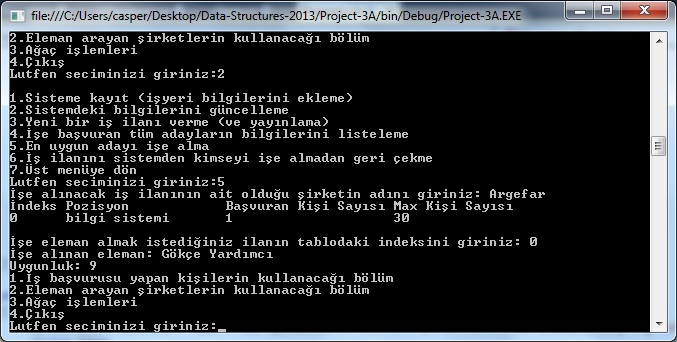 file:///C:/Users/casper/Desktop/Data-Structures-2013/Project-3A/bin/Debug/Project-3A.EXE
2.Eleman arayan şirketlerin kullanacağı bölüm
3.Ağaç işlemleri
4.Çıkış
Lutfen seciminizi giriniz:2
1.Sisteme kayıt (işyeri bilgilerini ekleme)
2.Sistemdeki bilgilerini güncelleme
3.Yeni bir iş ilanı verme (ve yayınlama)
4.İşe başvuran tüm adayların bilgilerini listeleme
5.En uygun adayı işe alma
6.İş ilanını sistemden kimseyi işe almadan geri çekme
7.Üst menüye dön
Lutfen seciminizi giriniz:5
İşe alınacak iş ilanının ait olduğu şirketin adını giriniz: Argefar
Indeks Pozisyon Başvuran Kişi Sayısı Max Kişi Sayısı
0 bilgi sistemi 1 30
İşe eleman almak istediğiniz ilanın tablodaki indeksini giriniz: 0
İşe alınan eleman: Gökçe Yardımcı
Uygunluk: 9
1.İş başvurusu yapan kişilerin kullanacağı bölüm
2.Eleman arayan şirketlerin kullanacağı bölüm
3.Ağaç işlemleri
4.Çıkış
Lutfen seciminizi giriniz:_